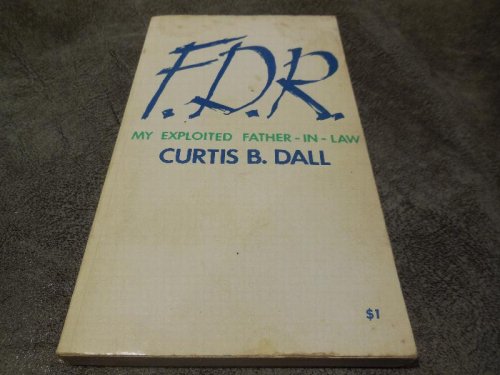 F.D.R.
MY EXPLOITED FATHER-IN-LAW
CURTIS B. DALL
$1